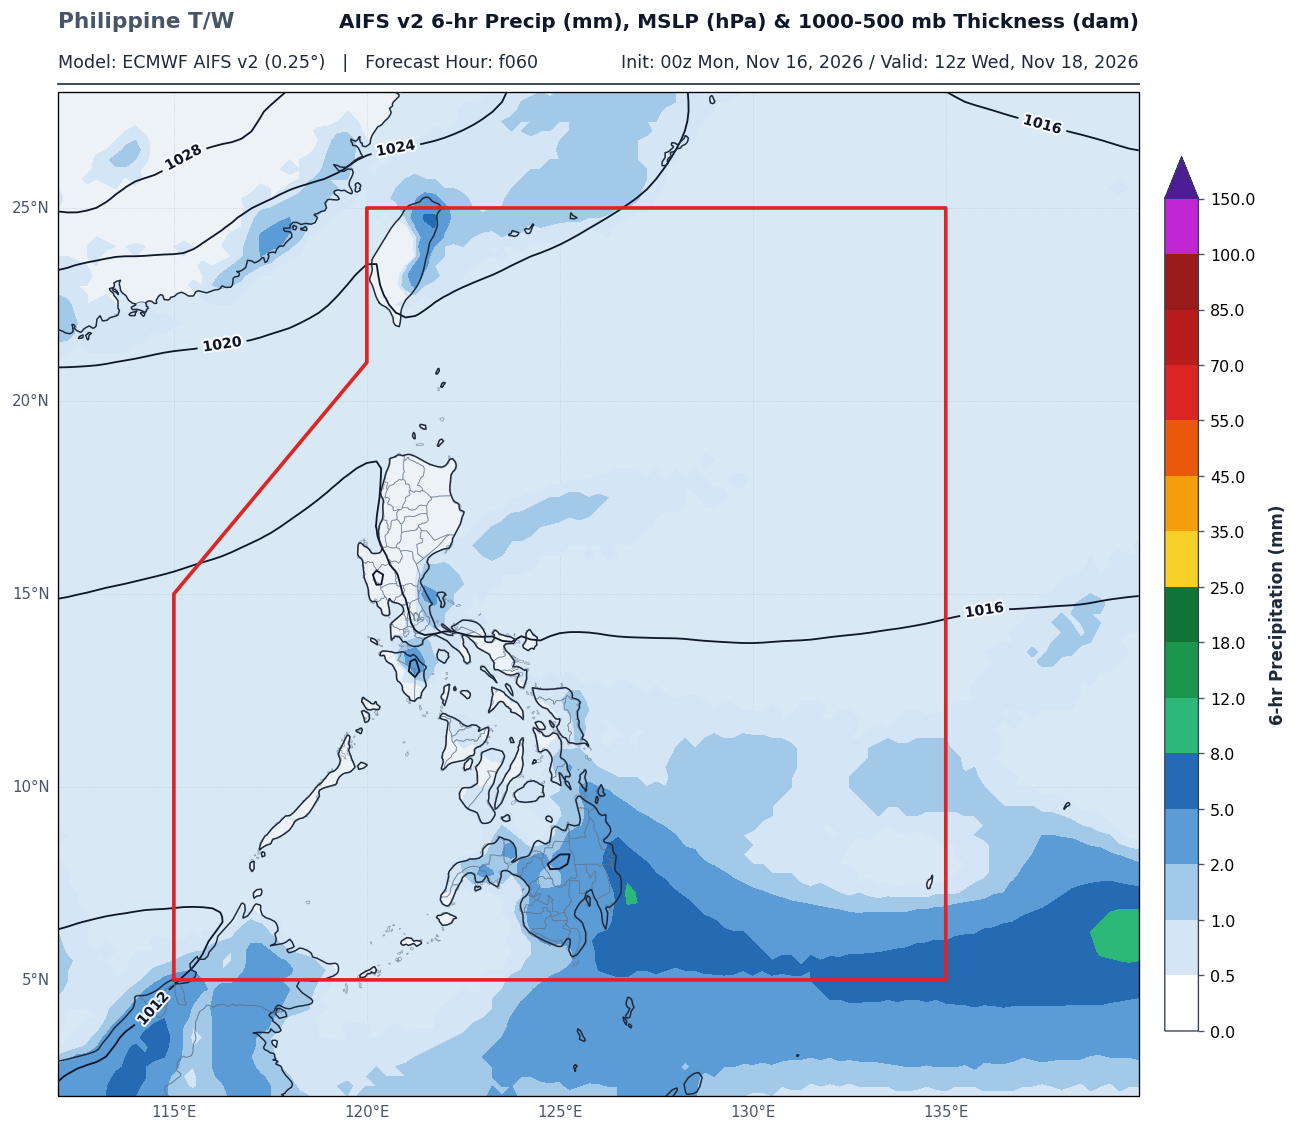 Philippine T/W
AIFS v2 6-hr Precip (mm), MSLP (hPa) & 1000-500 mb Thickness (dam)
Model: ECMWF AIFS v2 (0.25°) | Forecast Hour: f060
Init: 00z Mon, Nov 16, 2026 / Valid: 12z Wed, Nov 18, 2026
1028
1024
1016
1020
1016
1012
25°N
20°N
15°N
10°N
5°N
115°E
120°E
125°E
130°E
135°E
150.0
100.0
85.0
70.0
55.0
45.0
35.0
25.0
18.0
12.0
8.0
5.0
2.0
1.0
0.5
0.0
6-hr Precipitation (mm)